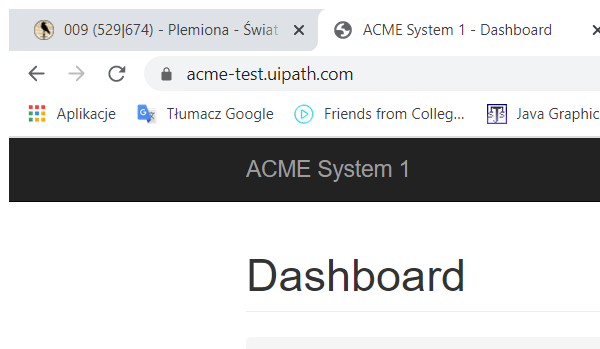 009 (529|674) - Plemiona - Świat
ACME System 1 - Dashboard
acme-test.uipath.com
Aplikacje
Tłumacz Google
Friends from Colleg...
Java Graphic
ACME System 1
Dashboard